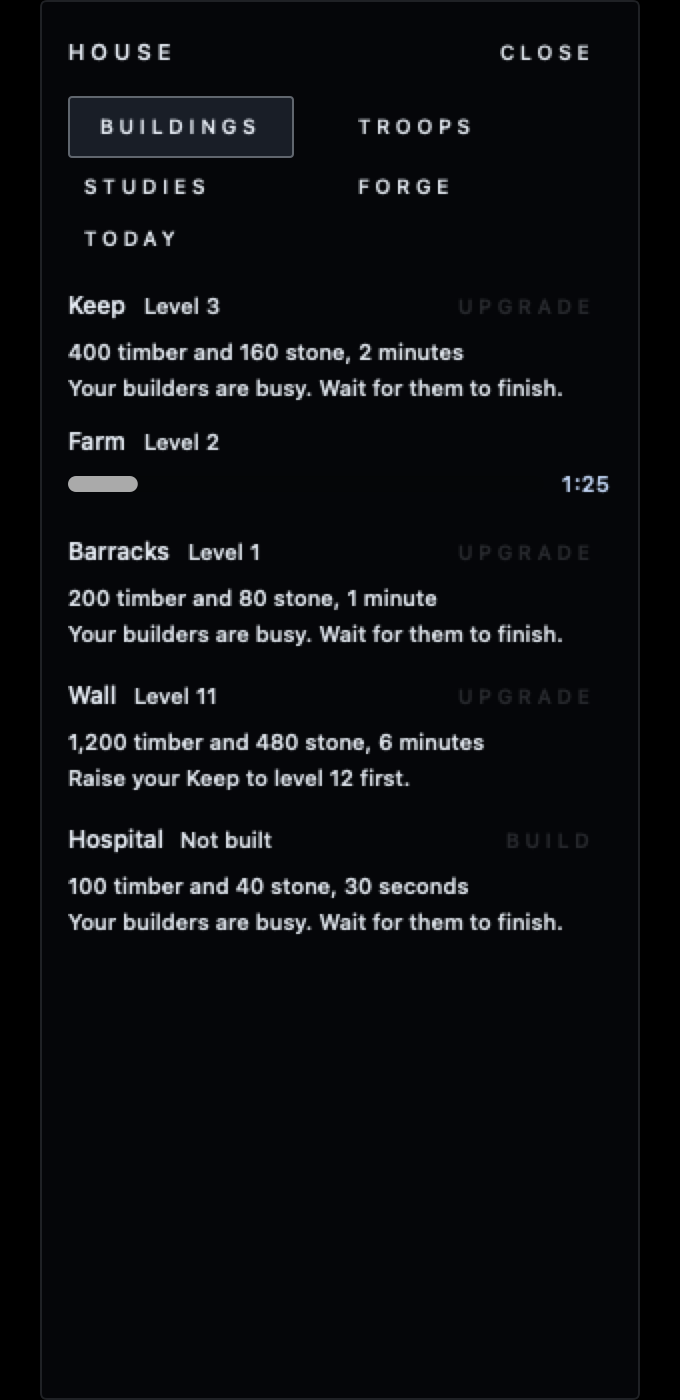 HOUSE CLOSE
BUILDINGS TROOPS
STUDIES FORGE
TODAY
Keep Level 3 UPGRADE
400 timber and 160 stone, 2 minutes
Your builders are busy. Wait for them to finish.
Farm Level 2
1:25
Barracks Level 1 UPGRADE
200 timber and 80 stone, 1 minute
Your builders are busy. Wait for them to finish.
Wall Level 11 UPGRADE
1,200 timber and 480 stone, 6 minutes
Raise your Keep to level 12 first.
Hospital Not built BUILD
100 timber and 40 stone, 30 seconds
Your builders are busy. Wait for them to finish.